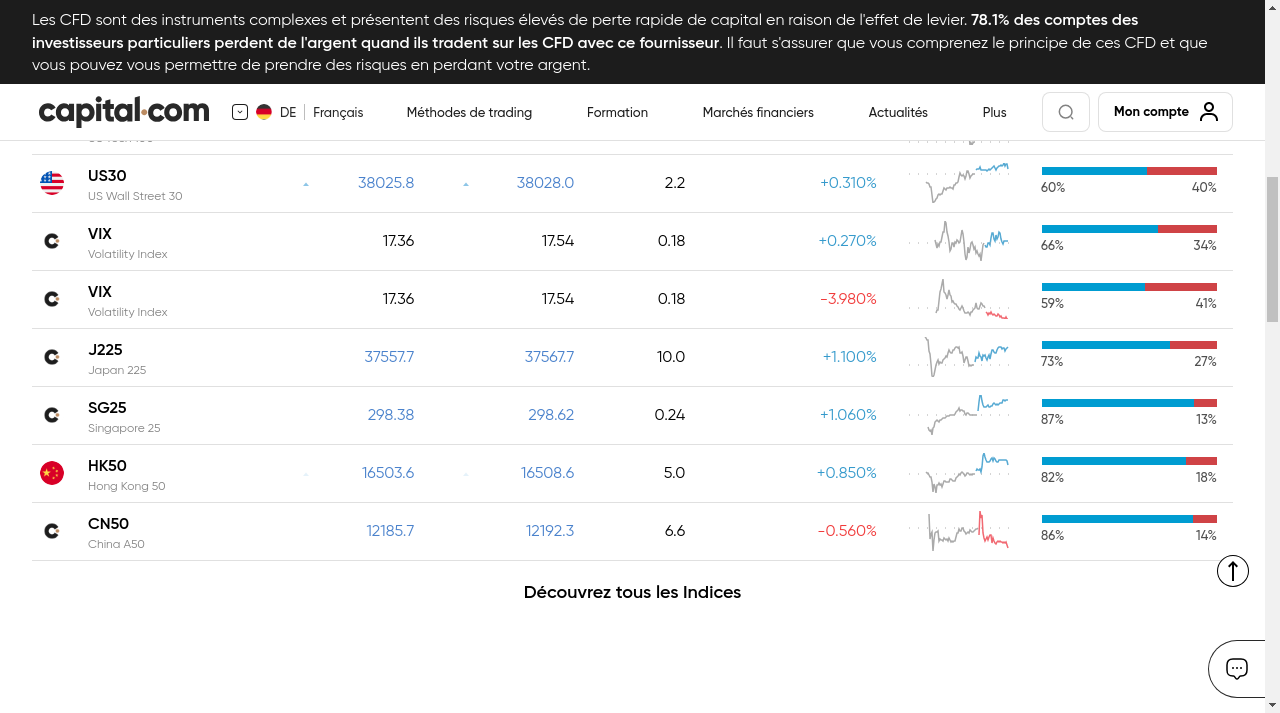 Les CFD sont des instruments complexes et présentent des risques élevés de perte rapide de capital en raison de l'effet de levier. 78.1% des comptes des
investisseurs particuliers perdent de l'argent quand ils tradent sur les CFD avec ce fournisseur. Il faut s'assurer que vous comprenez le principe de ces CFD et que
vous pouvez vous permettre de prendre des risques en perdant votre argent.
capital.com DE Français Méthodes de trading Formation Marchés financiers Actualités Plus Mon compte
US30 38025.8 38028.0 2.2 +0.310%
US Wall Street 30 60% 40%
VIX 17.36 17.54 0.18 +0.270%
Volatility Index 66% 34%
VIX 17.36 17.54 0.18 -3.980%
Volatility Index 59% 41%
J225 37557.7 37567.7 10.0 +1.100%
Japan 225 73% 27%
SG25 298.38 298.62 0.24 +1.060%
Singapore 25 87% 13%
HK50 16503.6 16508.6 5.0 +0.850%
Hong Kong 50 82% 18%
CN50 12185.7 12192.3 6.6 -0.560%
China A50 86% 14%
Découvrez tous les Indices